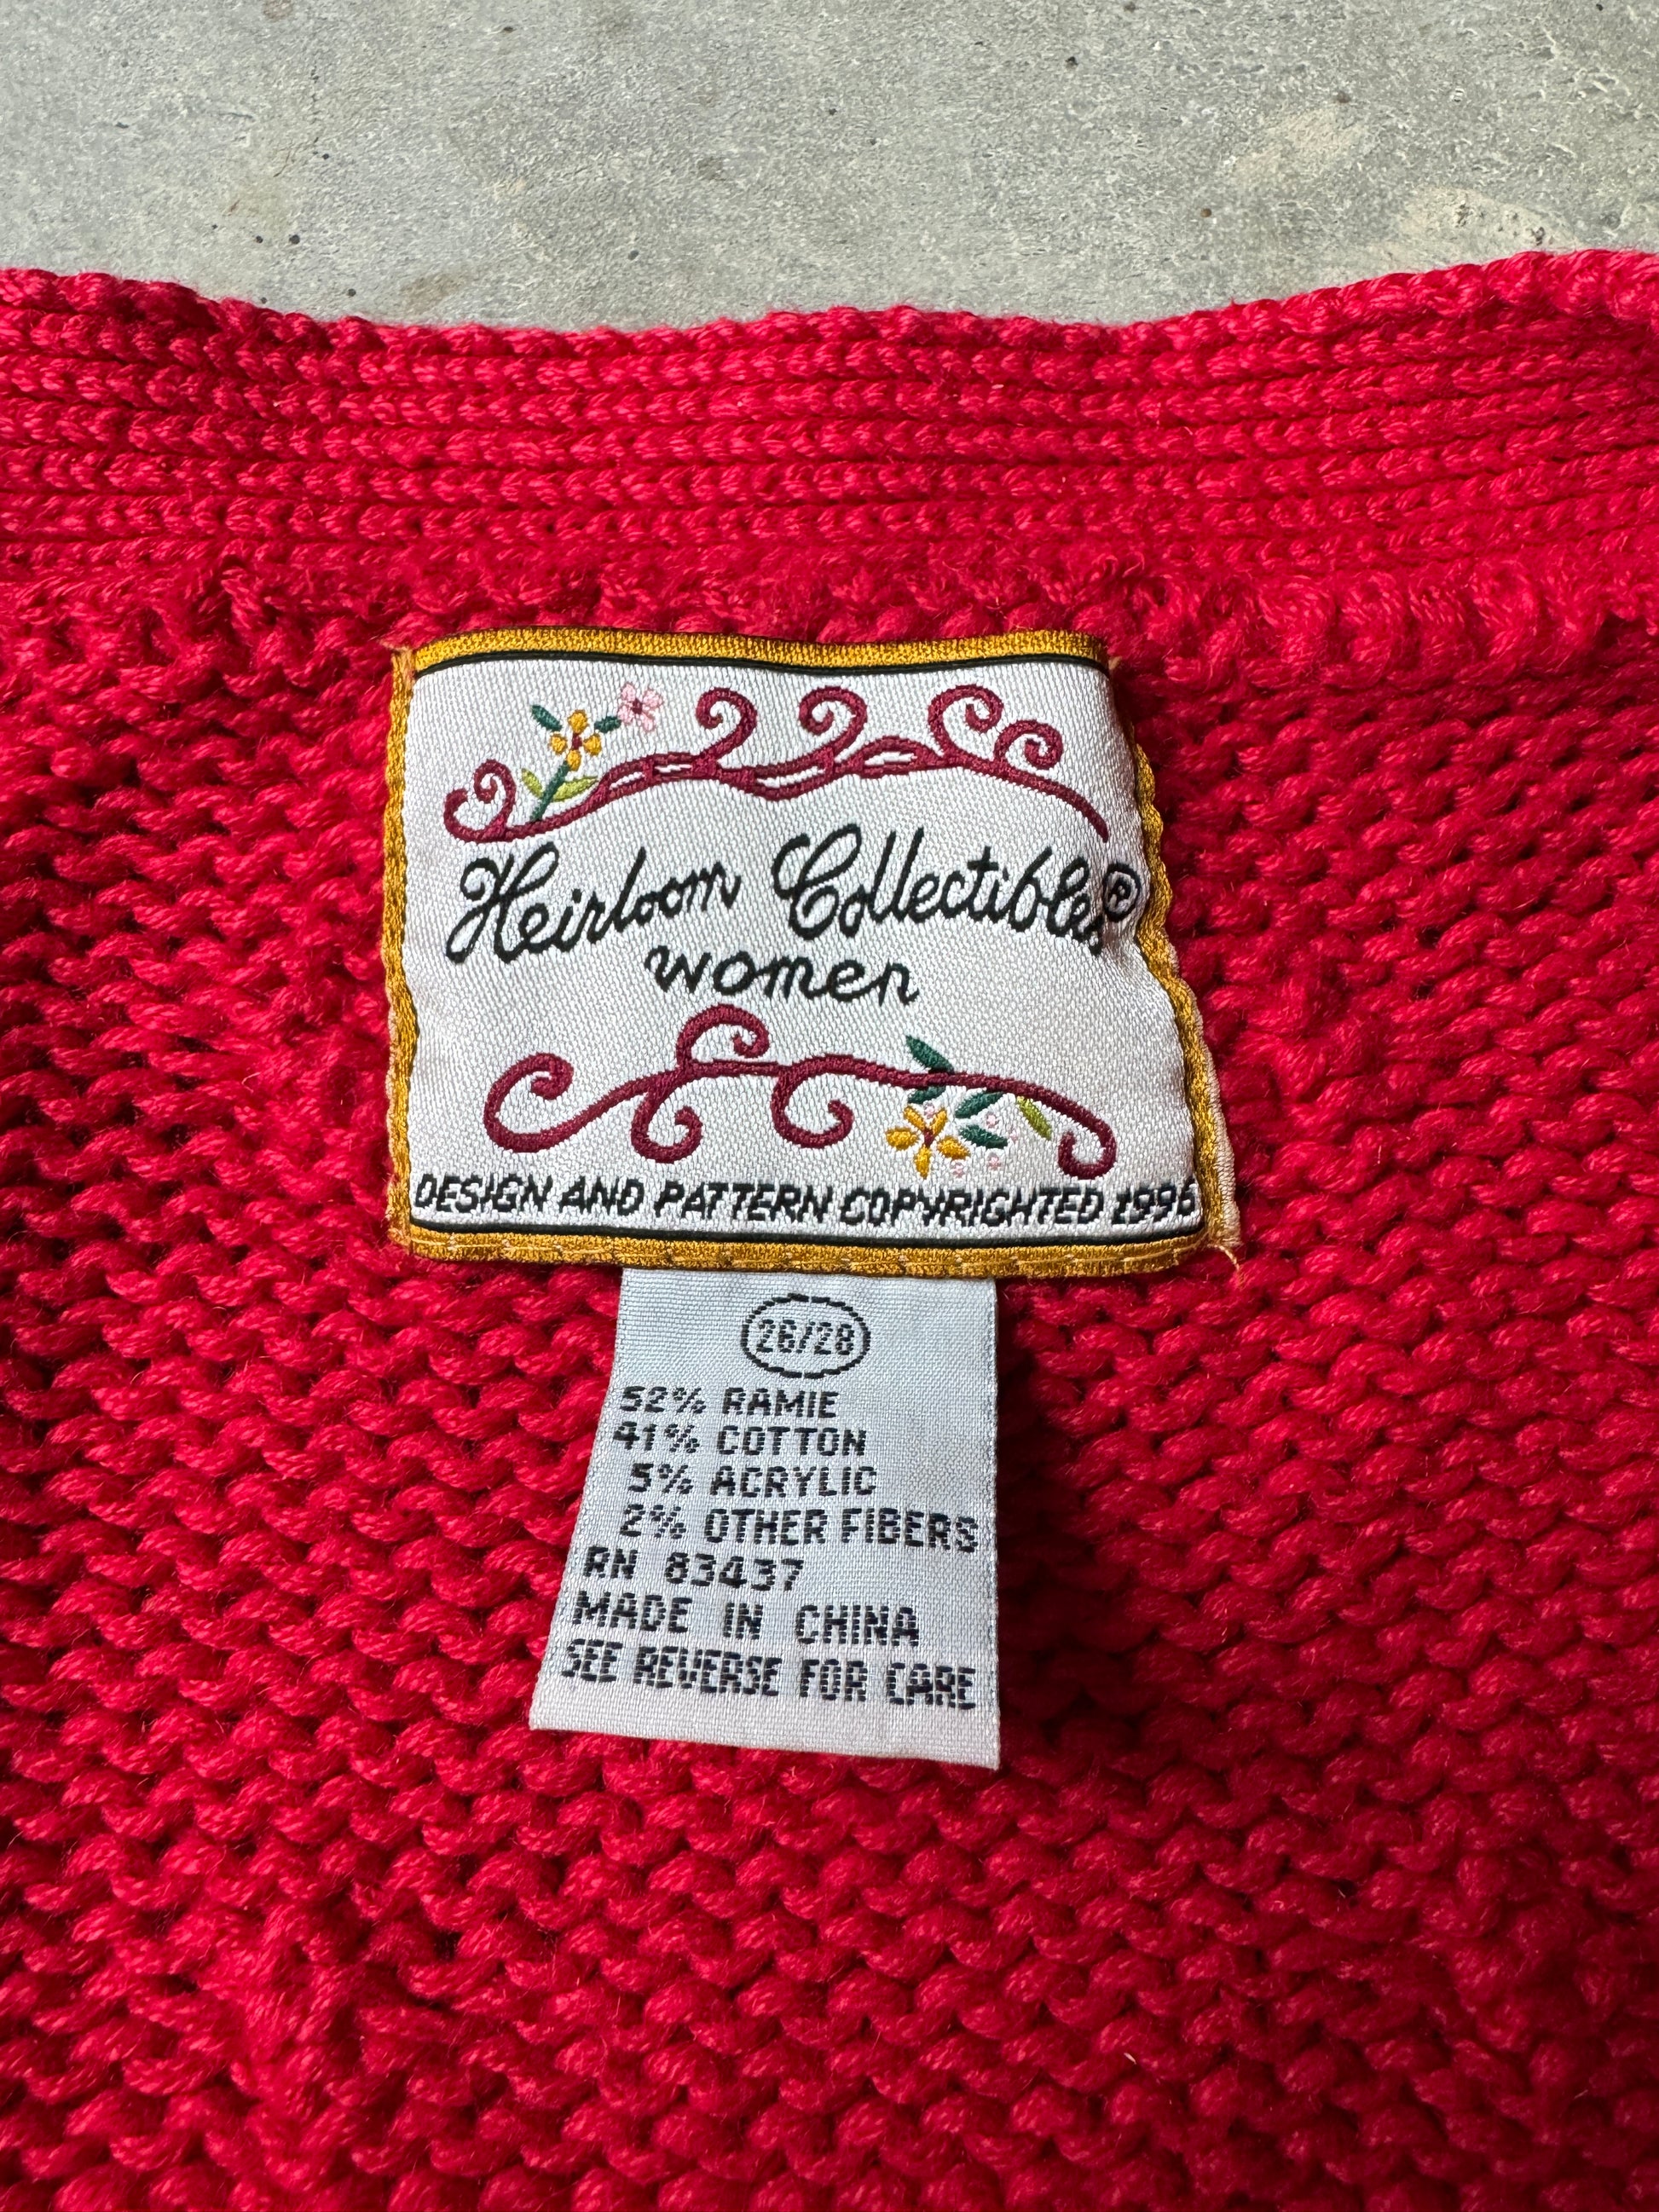 Heirloom Collectibles®
women
DESIGN AND PATTERN COPYRIGHTED 1996
26/28
52% RAMIE
41% COTTON
5% ACRYLIC
2% OTHER FIBERS
RN 83437
MADE IN CHINA
SEE REVERSE FOR CARE